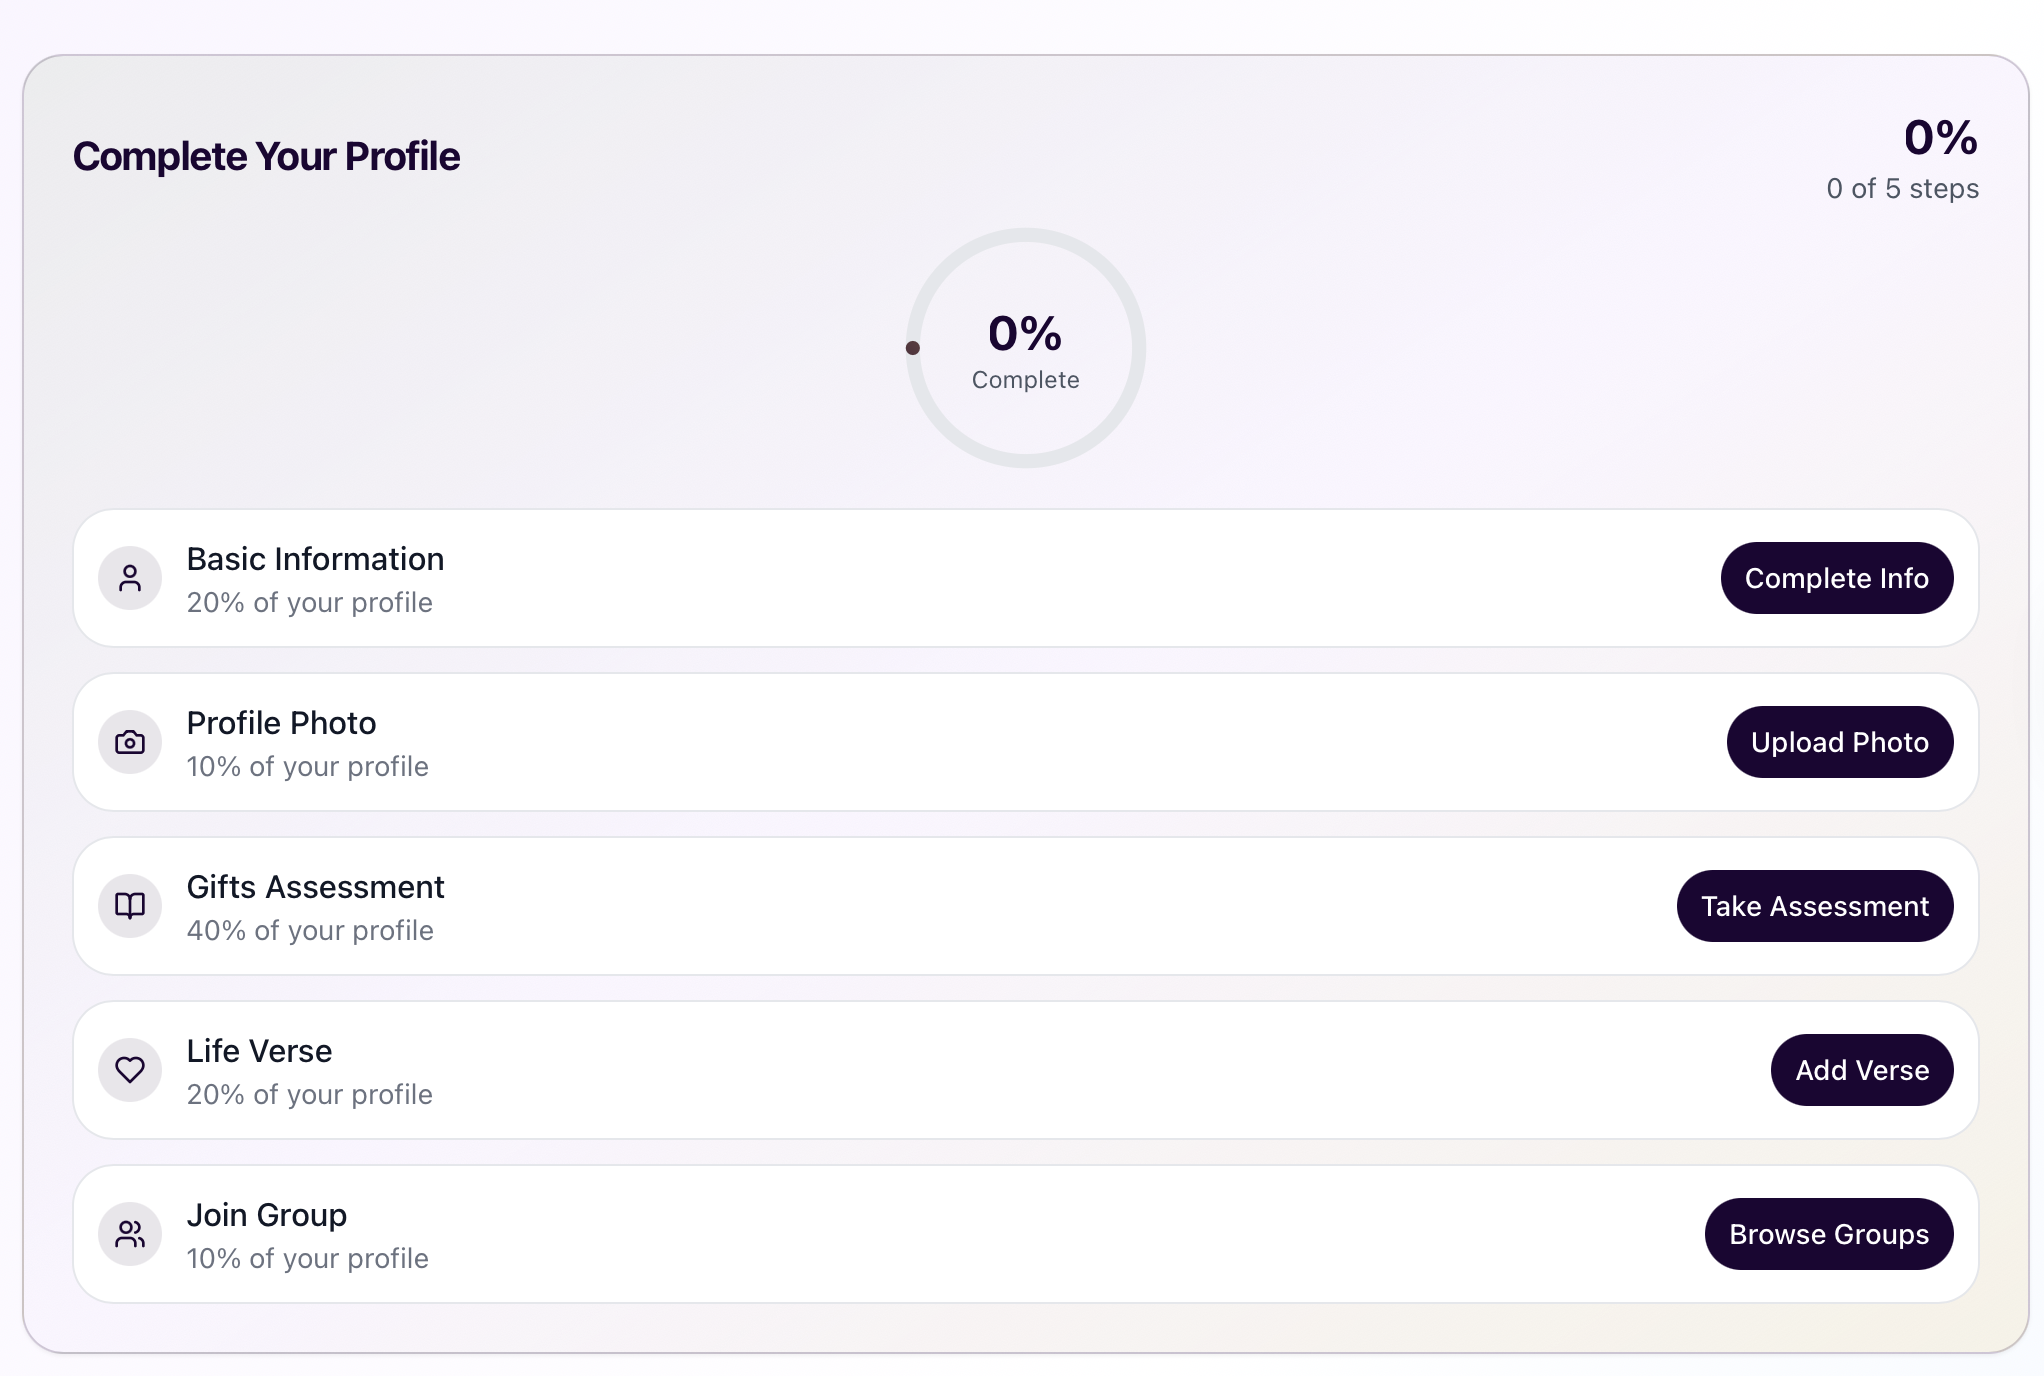 Complete Your Profile
0%
0 of 5 steps
0%
Complete
Basic Information
20% of your profile
Complete Info
Profile Photo
10% of your profile
Upload Photo
Gifts Assessment
40% of your profile
Take Assessment
Life Verse
20% of your profile
Add Verse
Join Group
10% of your profile
Browse Groups